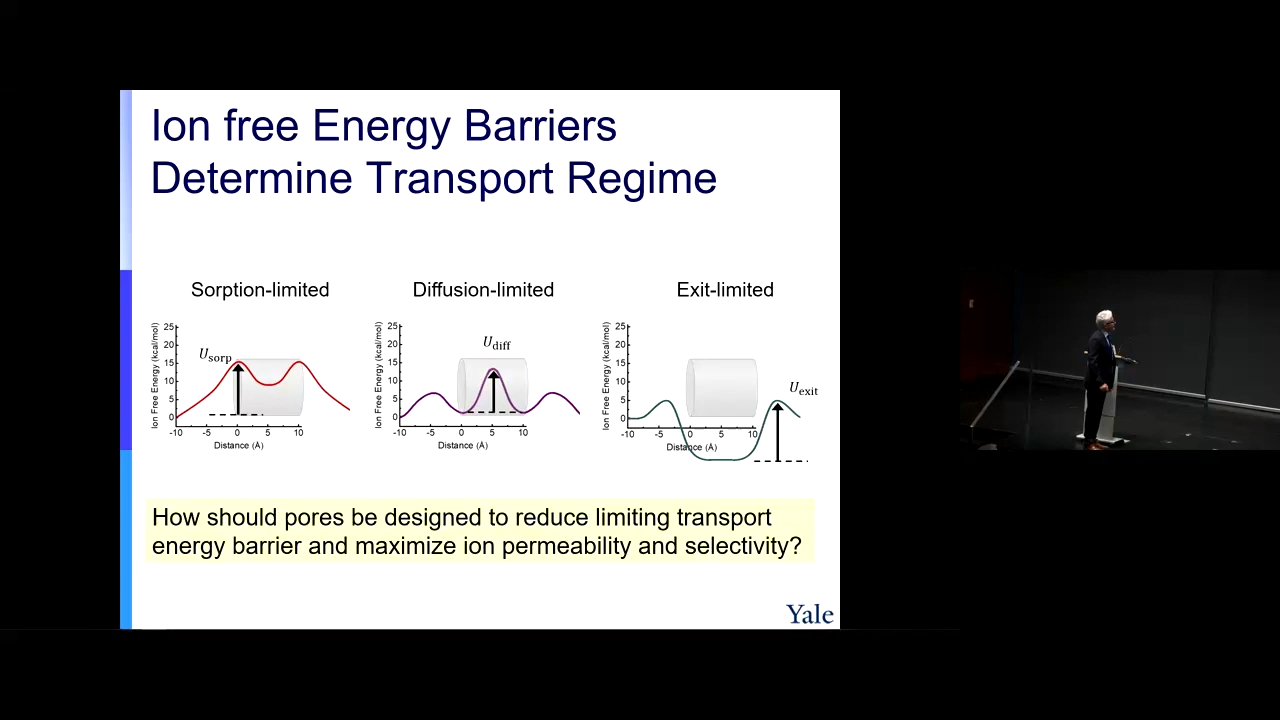 Ion free Energy Barriers
Determine Transport Regime
Sorption-limited
Diffusion-limited
Exit-limited
Ion Free Energy (kcal/mol)
25
20
15
10
5
0
-10
-5
0
5
10
Distance (Å)
Usorp
Ion Free Energy (kcal/mol)
25
20
15
10
5
0
-10
-5
0
5
10
Distance (Å)
Udiff
Ion Free Energy (kcal/mol)
25
20
15
10
5
0
-10
-5
0
5
10
Distance (Å)
Uexit
How should pores be designed to reduce limiting transport
energy barrier and maximize ion permeability and selectivity?
Yale